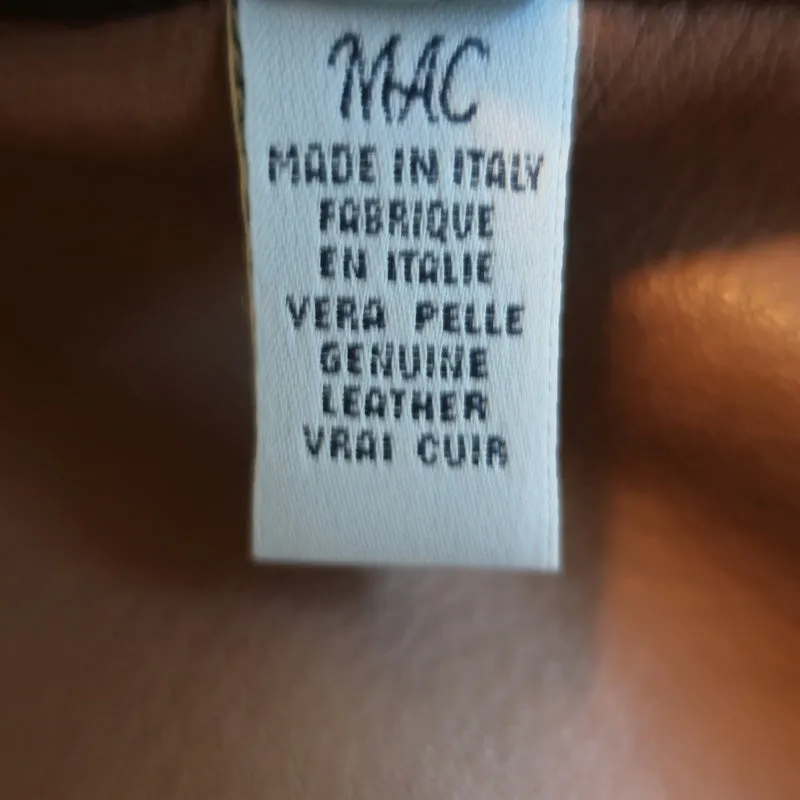 MAC
MADE IN ITALY
FABRIQUE
EN ITALIE
VERA PELLE
GENUINE
LEATHER
VRAI CUIR